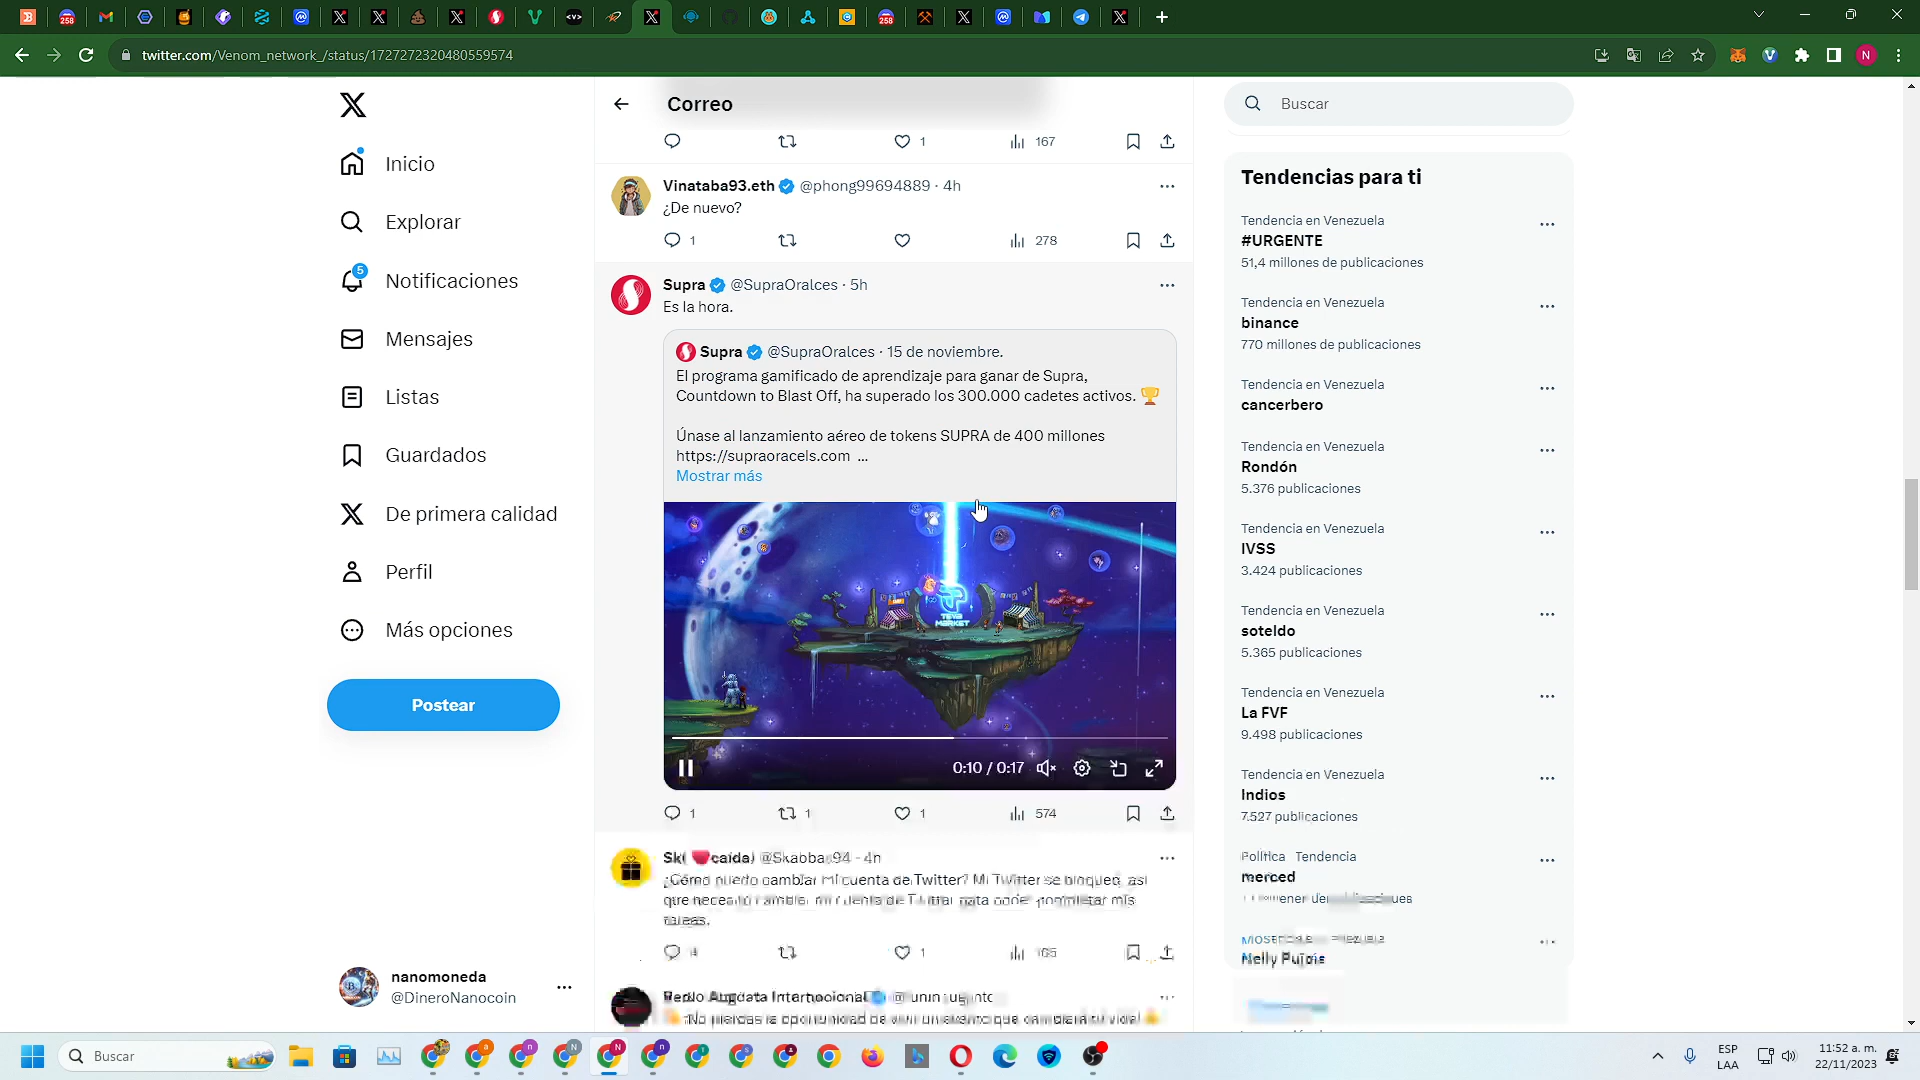 twitter.com/Venom_network_/status/1727272320480559574
Inicio
Explorar
5
Notificaciones
Mensajes
Listas
Guardados
De primera calidad
Perfil
Más opciones
Postear
nanomoneda
@DineroNanocoin
Correo
1
167
Vinataba93.eth @phong99694889 · 4h
¿De nuevo?
1
278
Supra @SupraOralces · 5h
Es la hora.
Supra @SupraOralces · 15 de noviembre.
El programa gamificado de aprendizaje para ganar de Supra,
Countdown to Blast Off, ha superado los 300.000 cadetes activos. 🏆
Únase al lanzamiento aéreo de tokens SUPRA de 400 millones
https://supraoracels.com ...
Mostrar más
MARKET
0:10 / 0:17
1
1
1
574
@Skabbas94 · 4h
1
Buscar
Tendencias para ti
Tendencia en Venezuela
#URGENTE
51,4 millones de publicaciones
Tendencia en Venezuela
binance
770 millones de publicaciones
Tendencia en Venezuela
cancerbero
Tendencia en Venezuela
Rondón
5.376 publicaciones
Tendencia en Venezuela
IVSS
3.424 publicaciones
Tendencia en Venezuela
soteldo
5.365 publicaciones
Tendencia en Venezuela
La FVF
9.498 publicaciones
Tendencia en Venezuela
Indios
7.527 publicaciones
Política Tendencia
merced
Buscar
ESP
LAA
11:52 a. m.
22/11/2023